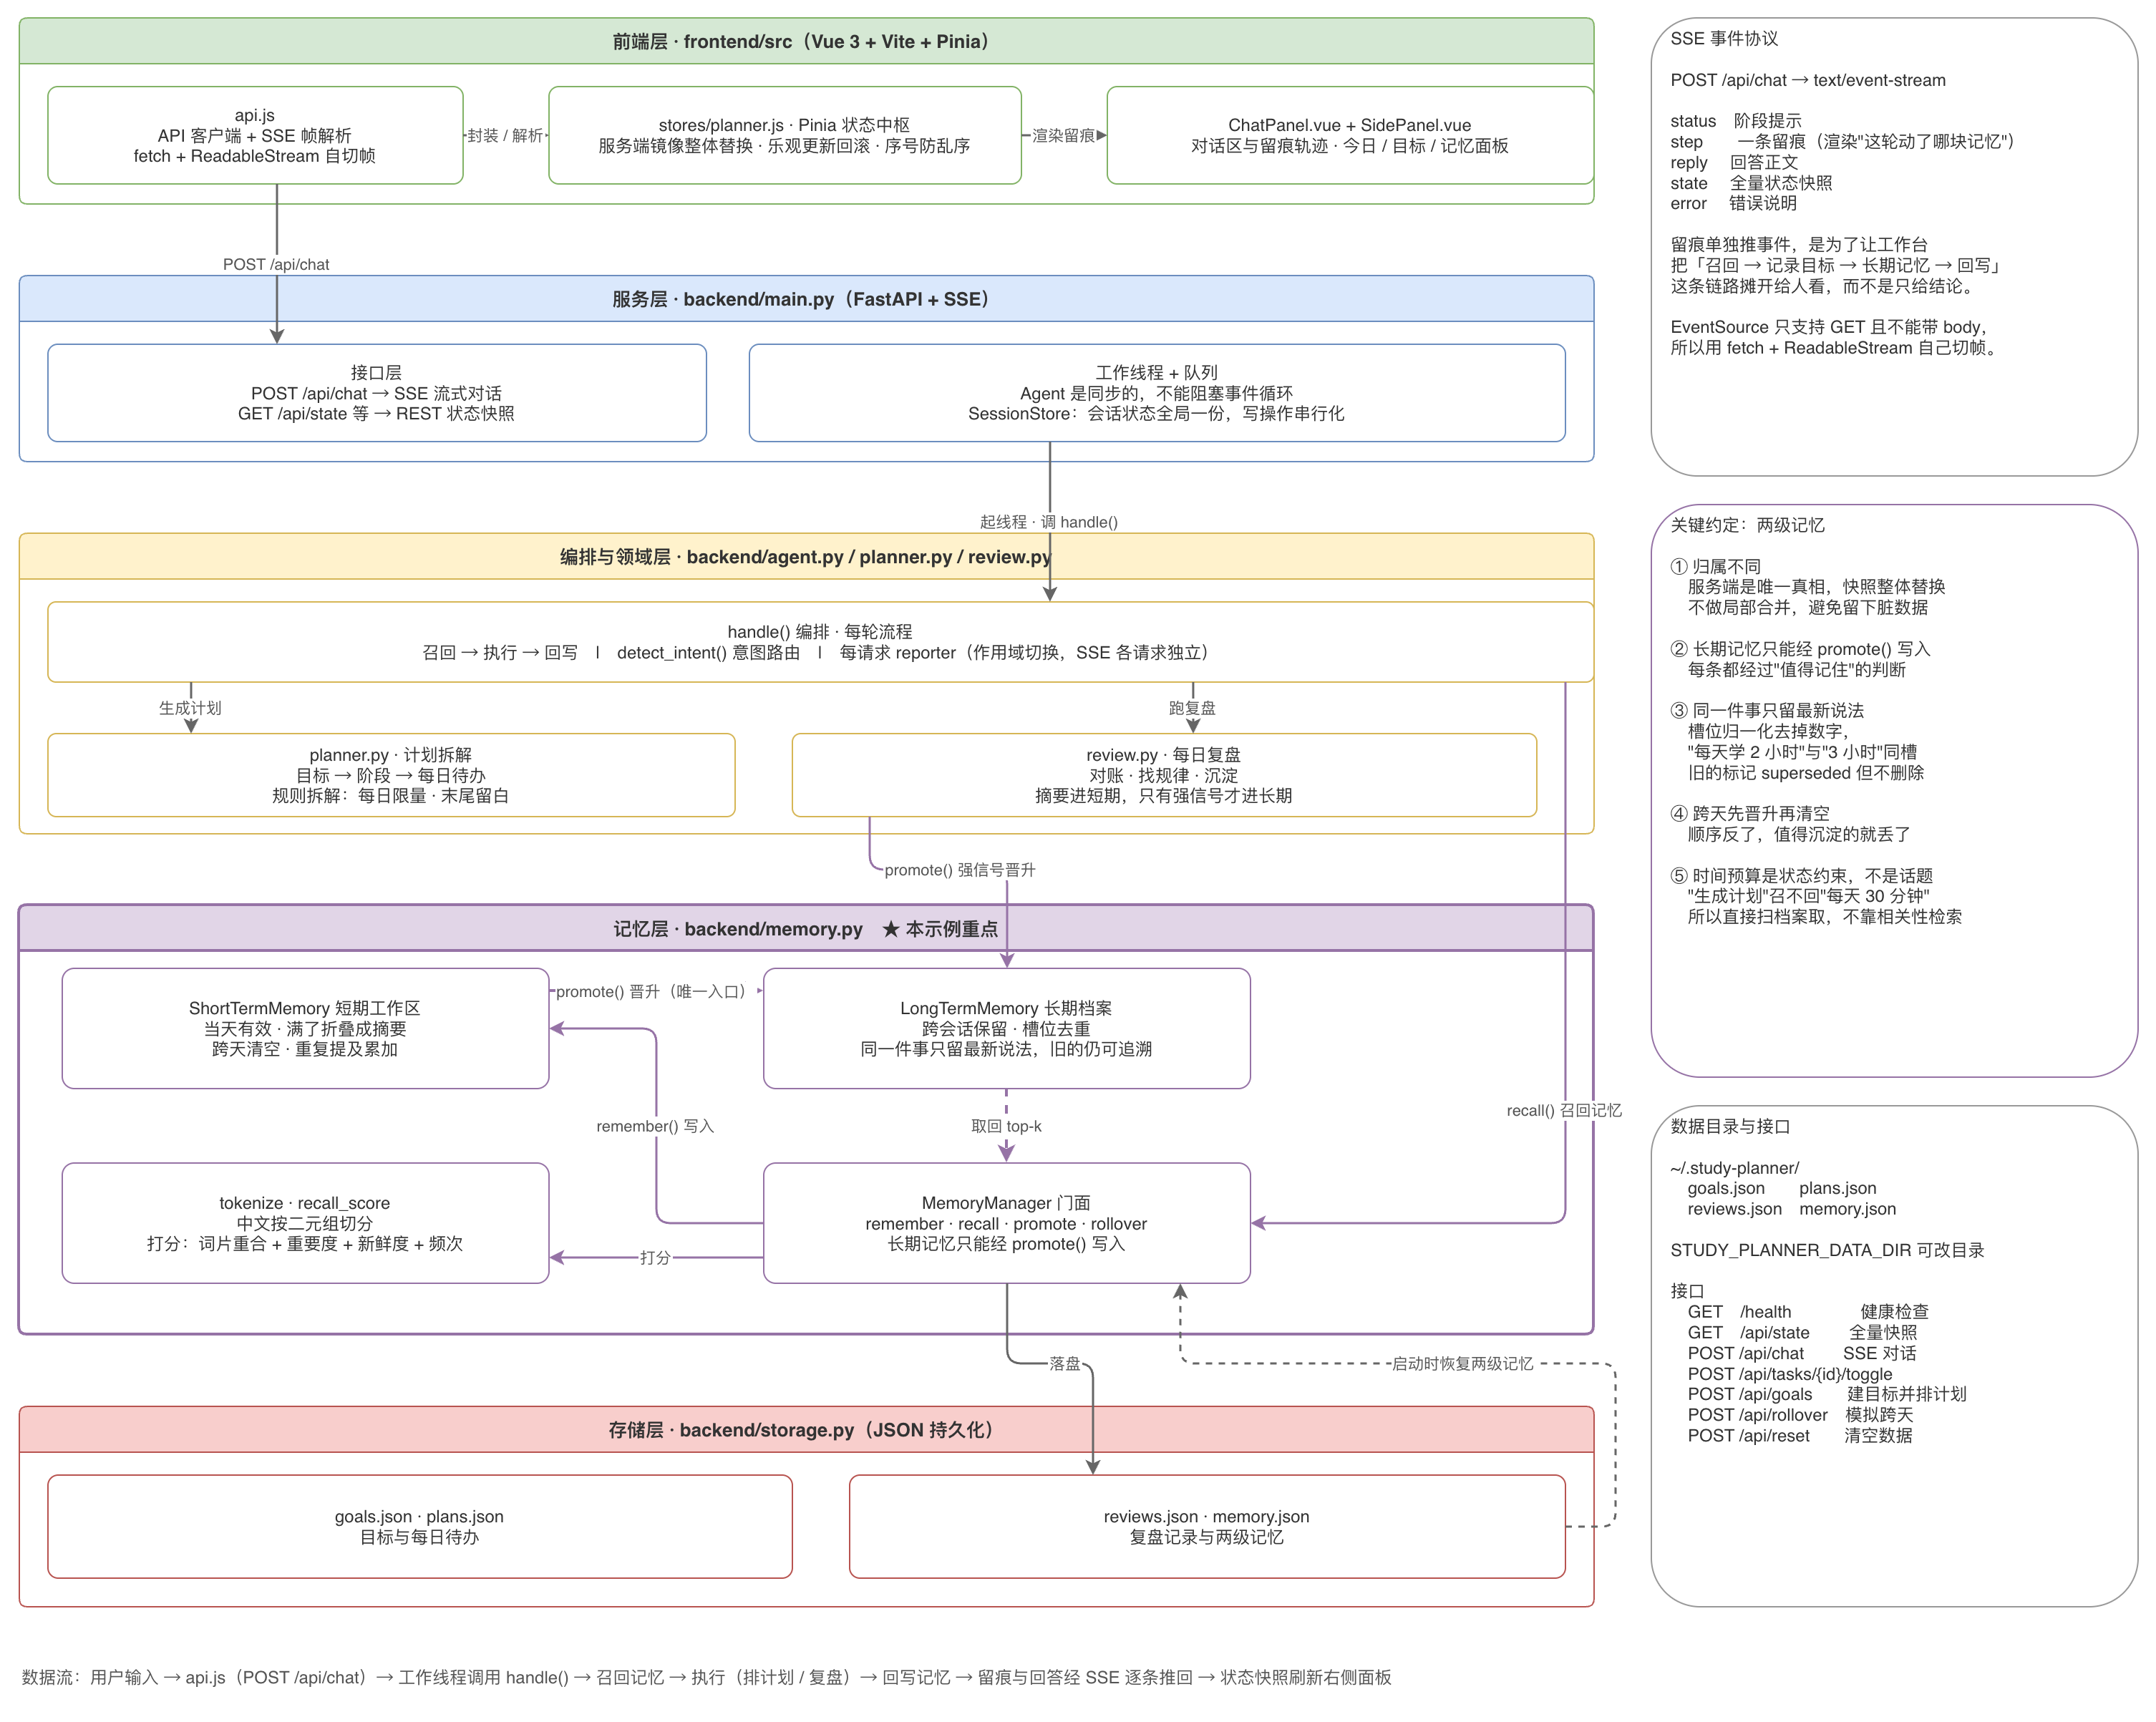 前端层 · frontend/src（Vue 3 + Vite + Pinia）
api.js
API 客户端 + SSE 帧解析
fetch + ReadableStream 自切帧
封装 / 解析
stores/planner.js · Pinia 状态中枢
服务端镜像整体替换 · 乐观更新回滚 · 序号防乱序
渲染留痕
ChatPanel.vue + SidePanel.vue
对话区与留痕轨迹 · 今日 / 目标 / 记忆面板
POST /api/chat
服务层 · backend/main.py（FastAPI + SSE）
接口层
POST /api/chat → SSE 流式对话
GET /api/state 等 → REST 状态快照
工作线程 + 队列
Agent 是同步的，不能阻塞事件循环
SessionStore：会话状态全局一份，写操作串行化
起线程 · 调 handle()
编排与领域层 · backend/agent.py / planner.py / review.py
handle() 编排 · 每轮流程
召回 → 执行 → 回写 | detect_intent() 意图路由 | 每请求 reporter（作用域切换，SSE 各请求独立）
生成计划
跑复盘
planner.py · 计划拆解
目标 → 阶段 → 每日待办
规则拆解：每日限量 · 末尾留白
review.py · 每日复盘
对账 · 找规律 · 沉淀
摘要进短期，只有强信号才进长期
promote() 强信号晋升
记忆层 · backend/memory.py ★ 本示例重点
ShortTermMemory 短期工作区
当天有效 · 满了折叠成摘要
跨天清空 · 重复提及累加
promote() 晋升（唯一入口）
LongTermMemory 长期档案
跨会话保留 · 槽位去重
同一件事只留最新说法，旧的仍可追溯
remember() 写入
取回 top-k
recall() 召回记忆
tokenize · recall_score
中文按二元组切分
打分：词片重合 + 重要度 + 新鲜度 + 频次
打分
MemoryManager 门面
remember · recall · promote · rollover
长期记忆只能经 promote() 写入
落盘
启动时恢复两级记忆
存储层 · backend/storage.py（JSON 持久化）
goals.json · plans.json
目标与每日待办
reviews.json · memory.json
复盘记录与两级记忆
数据流：用户输入 → api.js（POST /api/chat）→ 工作线程调用 handle() → 召回记忆 → 执行（排计划 / 复盘）→ 回写记忆 → 留痕与回答经 SSE 逐条推回 → 状态快照刷新右侧面板
SSE 事件协议
POST /api/chat → text/event-stream
status 阶段提示
step 一条留痕（渲染"这轮动了哪块记忆"）
reply 回答正文
state 全量状态快照
error 错误说明
留痕单独推事件，是为了让工作台
把「召回 → 记录目标 → 长期记忆 → 回写」
这条链路摊开给人看，而不是只给结论。
EventSource 只支持 GET 且不能带 body，
所以用 fetch + ReadableStream 自己切帧。
关键约定：两级记忆
① 归属不同
服务端是唯一真相，快照整体替换
不做局部合并，避免留下脏数据
② 长期记忆只能经 promote() 写入
每条都经过"值得记住"的判断
③ 同一件事只留最新说法
槽位归一化去掉数字，
"每天学 2 小时"与"3 小时"同槽
旧的标记 superseded 但不删除
④ 跨天先晋升再清空
顺序反了，值得沉淀的就丢了
⑤ 时间预算是状态约束，不是话题
"生成计划"召不回"每天 30 分钟"
所以直接扫档案取，不靠相关性检索
数据目录与接口
~/.study-planner/
goals.json plans.json
reviews.json memory.json
STUDY_PLANNER_DATA_DIR 可改目录
接口
GET /health 健康检查
GET /api/state 全量快照
POST /api/chat SSE 对话
POST /api/tasks/{id}/toggle
POST /api/goals 建目标并排计划
POST /api/rollover 模拟跨天
POST /api/reset 清空数据